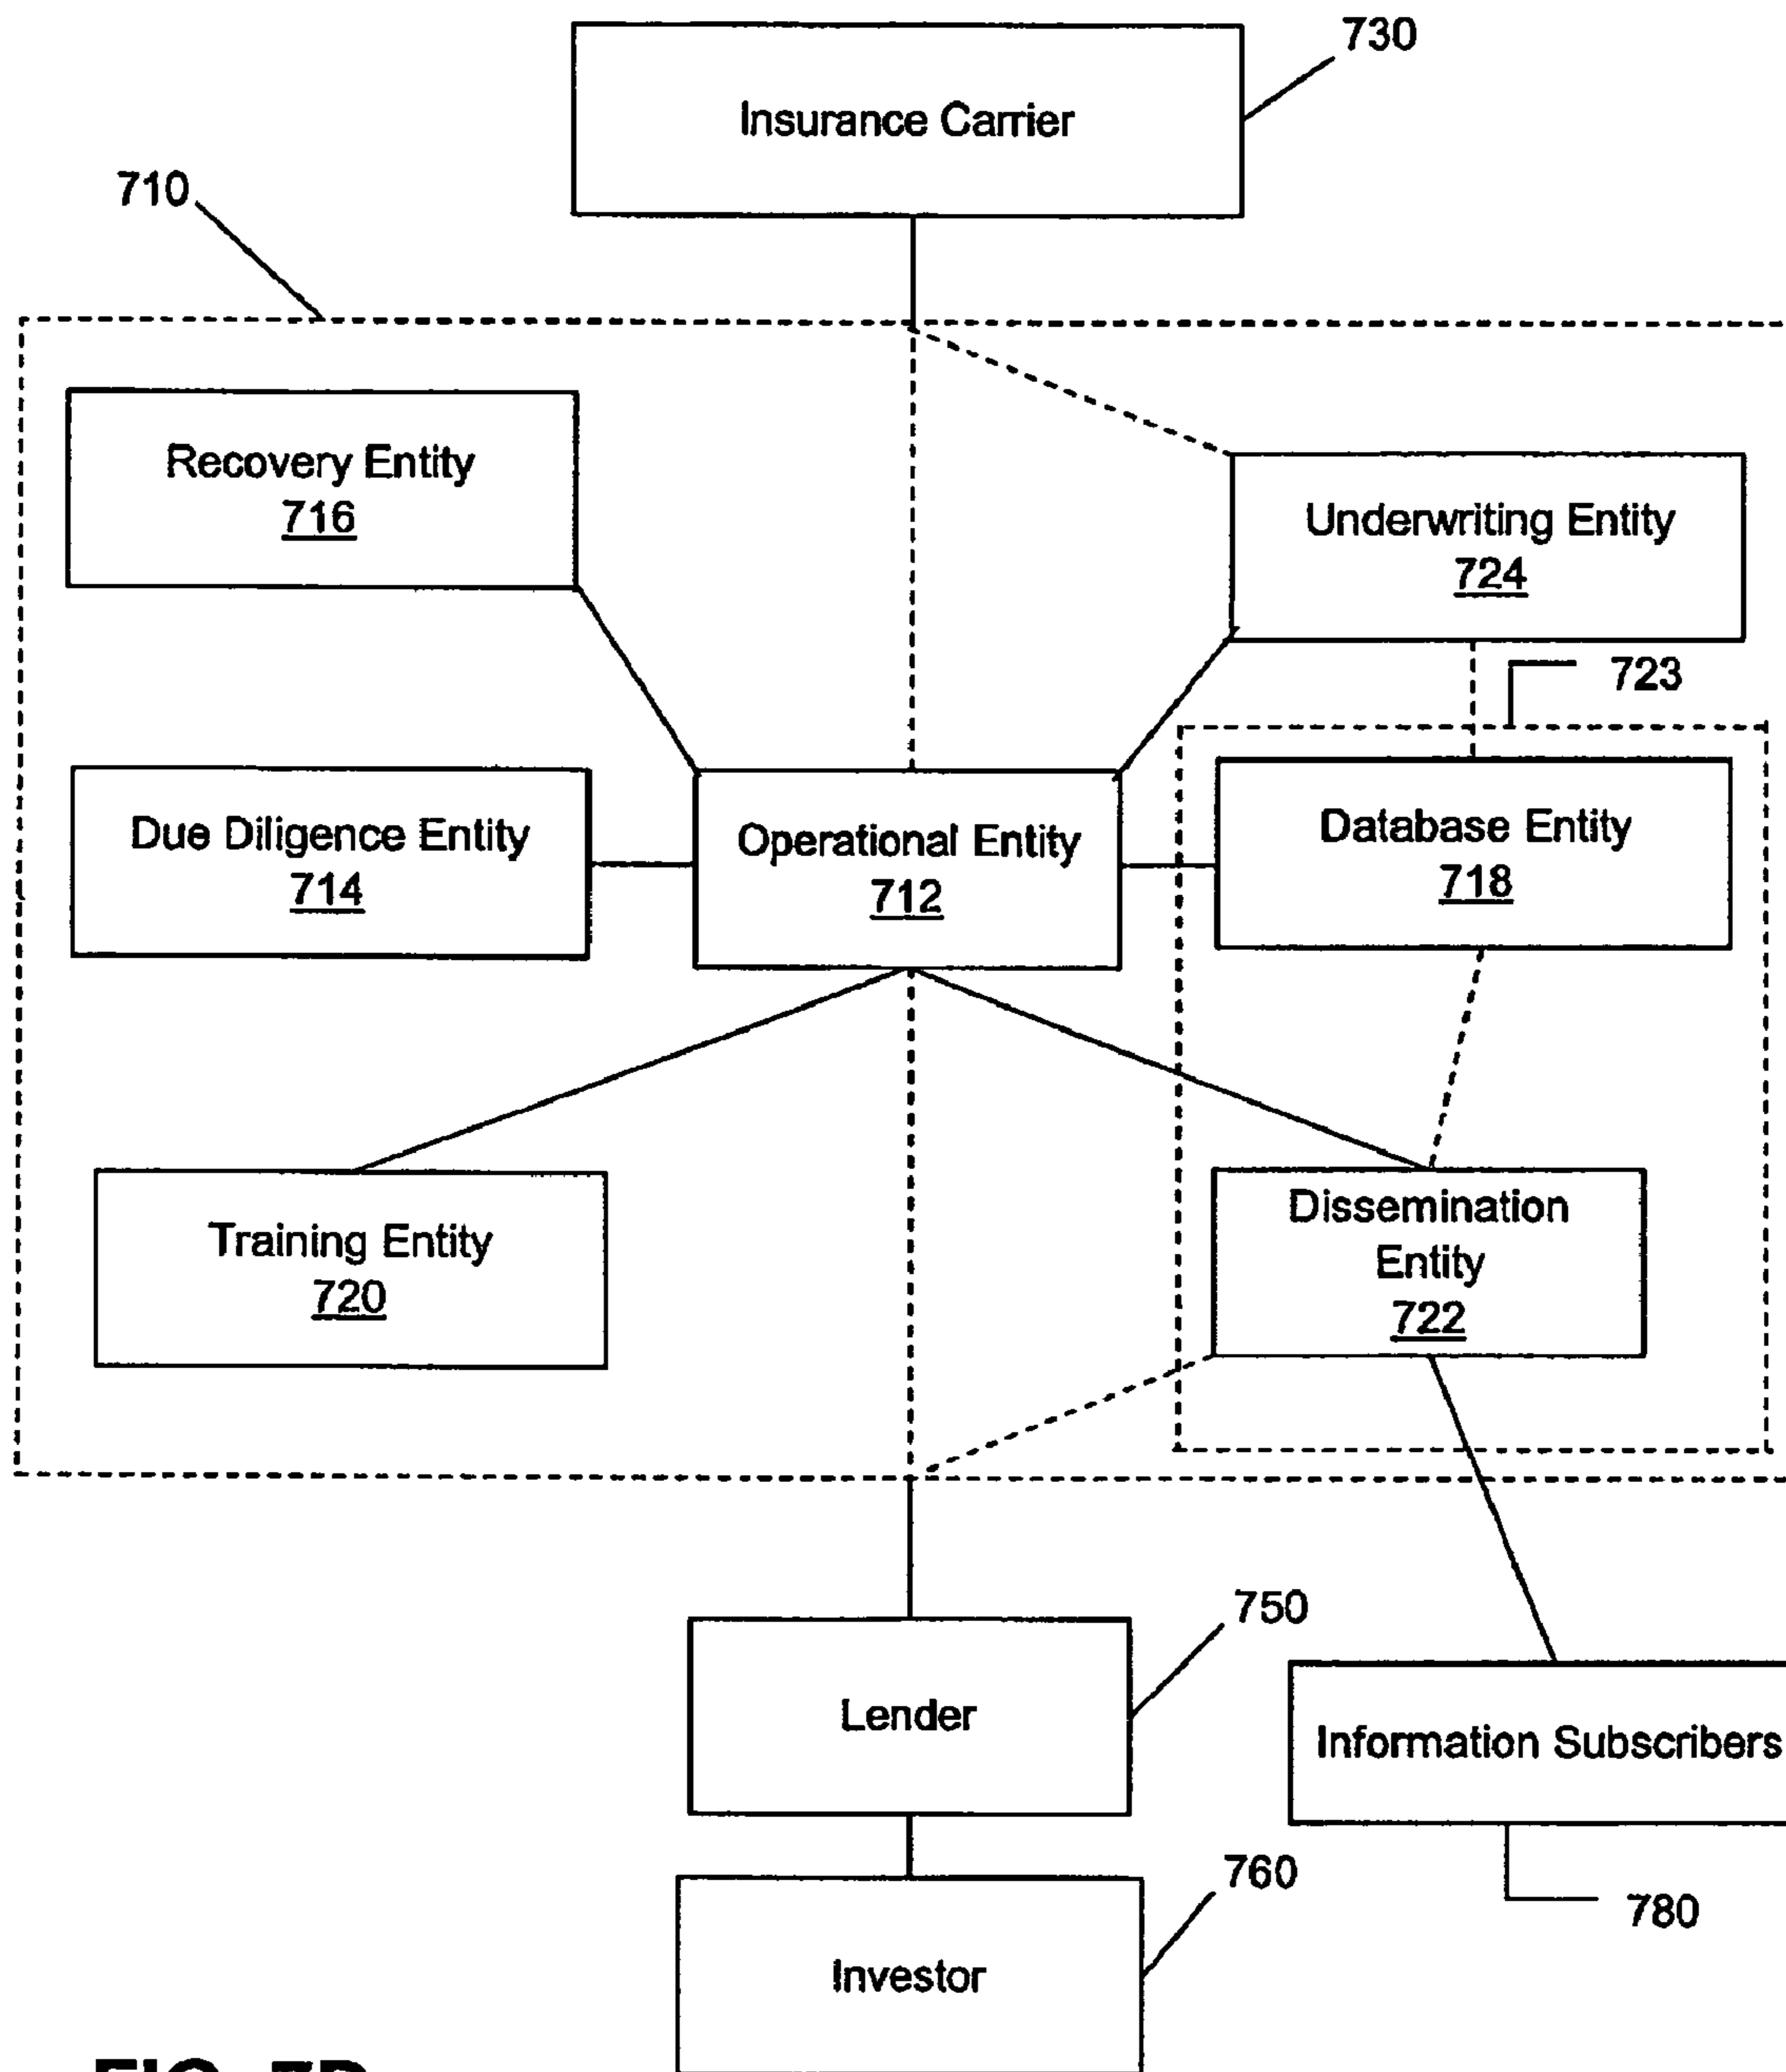 730
Insurance Carrier
710
Recovery Entity
716
Underwriting Entity
724
723
Due Diligence Entity
714
Operational Entity
712
Database Entity
718
Training Entity
720
Dissemination
Entity
722
750
Lender
Information Subscribers
760
780
Investor